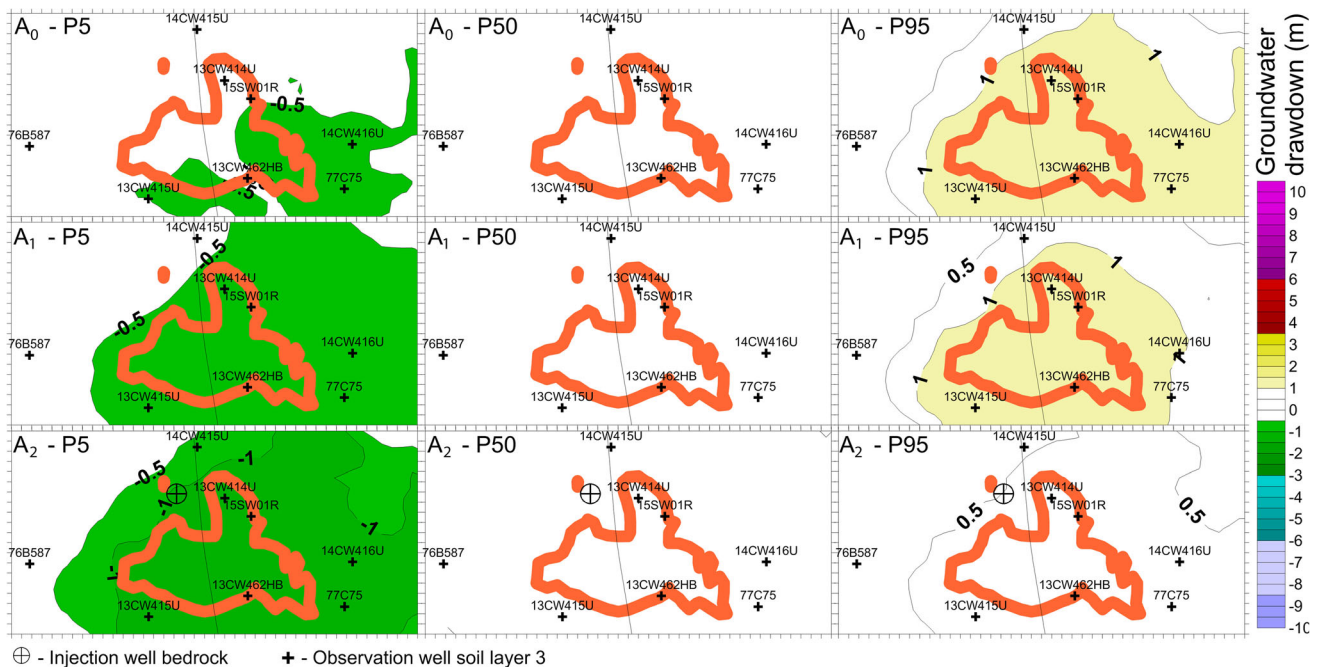 A0 - P5
14CW415U
13CW414U
15SW01R
-0.5
76B587
14CW416U
13CW462HB
77C75
13CW415U
A0 - P50
14CW415U
13CW414U
15SW01R
76B587
14CW416U
13CW462HB
77C75
13CW415U
A0 - P95
14CW415U
1
1
13CW414U
15SW01R
76B587
14CW416U
1
13CW462HB
77C75
13CW415U
A1 - P5
14CW415U
-0.5
13CW414U
15SW01R
-0.5
76B587
14CW416U
13CW462HB
77C75
13CW415U
A1 - P50
14CW415U
13CW414U
15SW01R
76B587
14CW416U
13CW462HB
77C75
13CW415U
A1 - P95
14CW415U
0.5
1
13CW414U
1
15SW01R
76B587
14CW416U
1
1
13CW462HB
77C75
13CW415U
A2 - P5
14CW415U
-0.5
-1
-1
13CW414U
15SW01R
-1
76B587
14CW416U
-1
13CW462HB
77C75
13CW415U
A2 - P50
14CW415U
13CW414U
15SW01R
76B587
14CW416U
13CW462HB
77C75
13CW415U
A2 - P95
14CW415U
13CW414U
0.5
15SW01R
0.5
76B587
14CW416U
13CW462HB
77C75
13CW415U
Groundwater
drawdown (m)
10
9
8
7
6
5
4
3
2
1
0
-1
-2
-3
-4
-5
-6
-7
-8
-9
-10
- Injection well bedrock
- Observation well soil layer 3